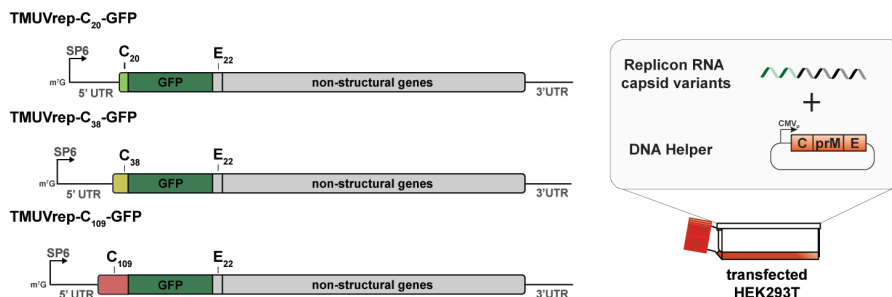 TMUVrep-C20-GFP
SP6
C20
E22
m7G
GFP
non-structural genes
5' UTR
3'UTR
TMUVrep-C38-GFP
SP6
C38
E22
m7G
GFP
non-structural genes
5' UTR
3'UTR
TMUVrep-C109-GFP
SP6
C109
E22
m7G
GFP
non-structural genes
5' UTR
3'UTR
Replicon RNA
capsid variants
+
DNA Helper
CMVP
C prM E
transfected
HEK293T